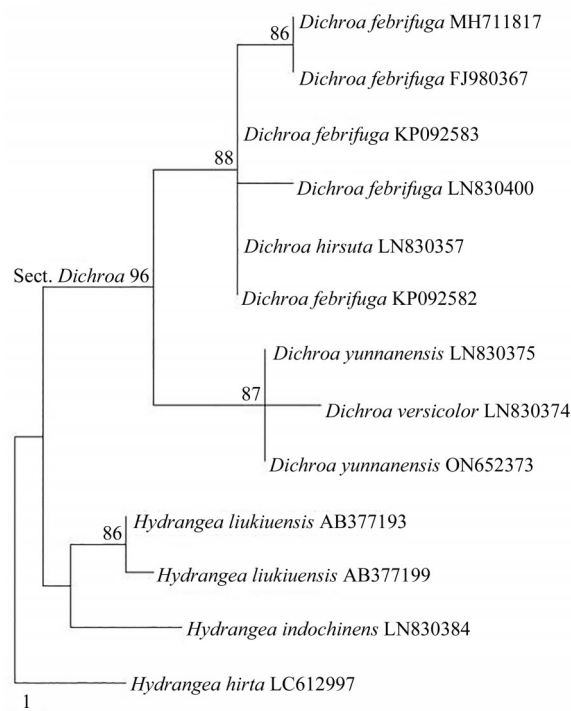 86
Dichroa febrifuga MH711817
Dichroa febrifuga FJ980367
Dichroa febrifuga KP092583
88
Dichroa febrifuga LN830400
Dichroa hirsuta LN830357
Sect. Dichroa 96
Dichroa febrifuga KP092582
Dichroa yunnanensis LN830375
87
Dichroa versicolor LN830374
Dichroa yunnanensis ON652373
Hydrangea liukiuensis AB377193
86
Hydrangea liukiuensis AB377199
Hydrangea indochinens LN830384
Hydrangea hirta LC612997
1